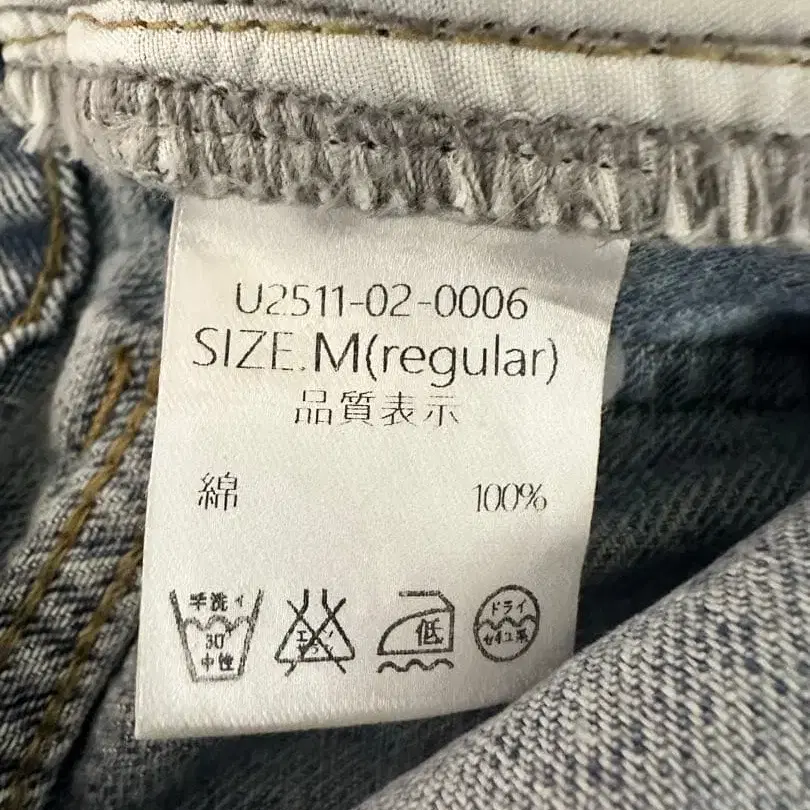 U2511-02-0006
SIZE.M(regular)
品質表示
綿 100%
手洗イ
30
中性
低
ドライ
セキユ系